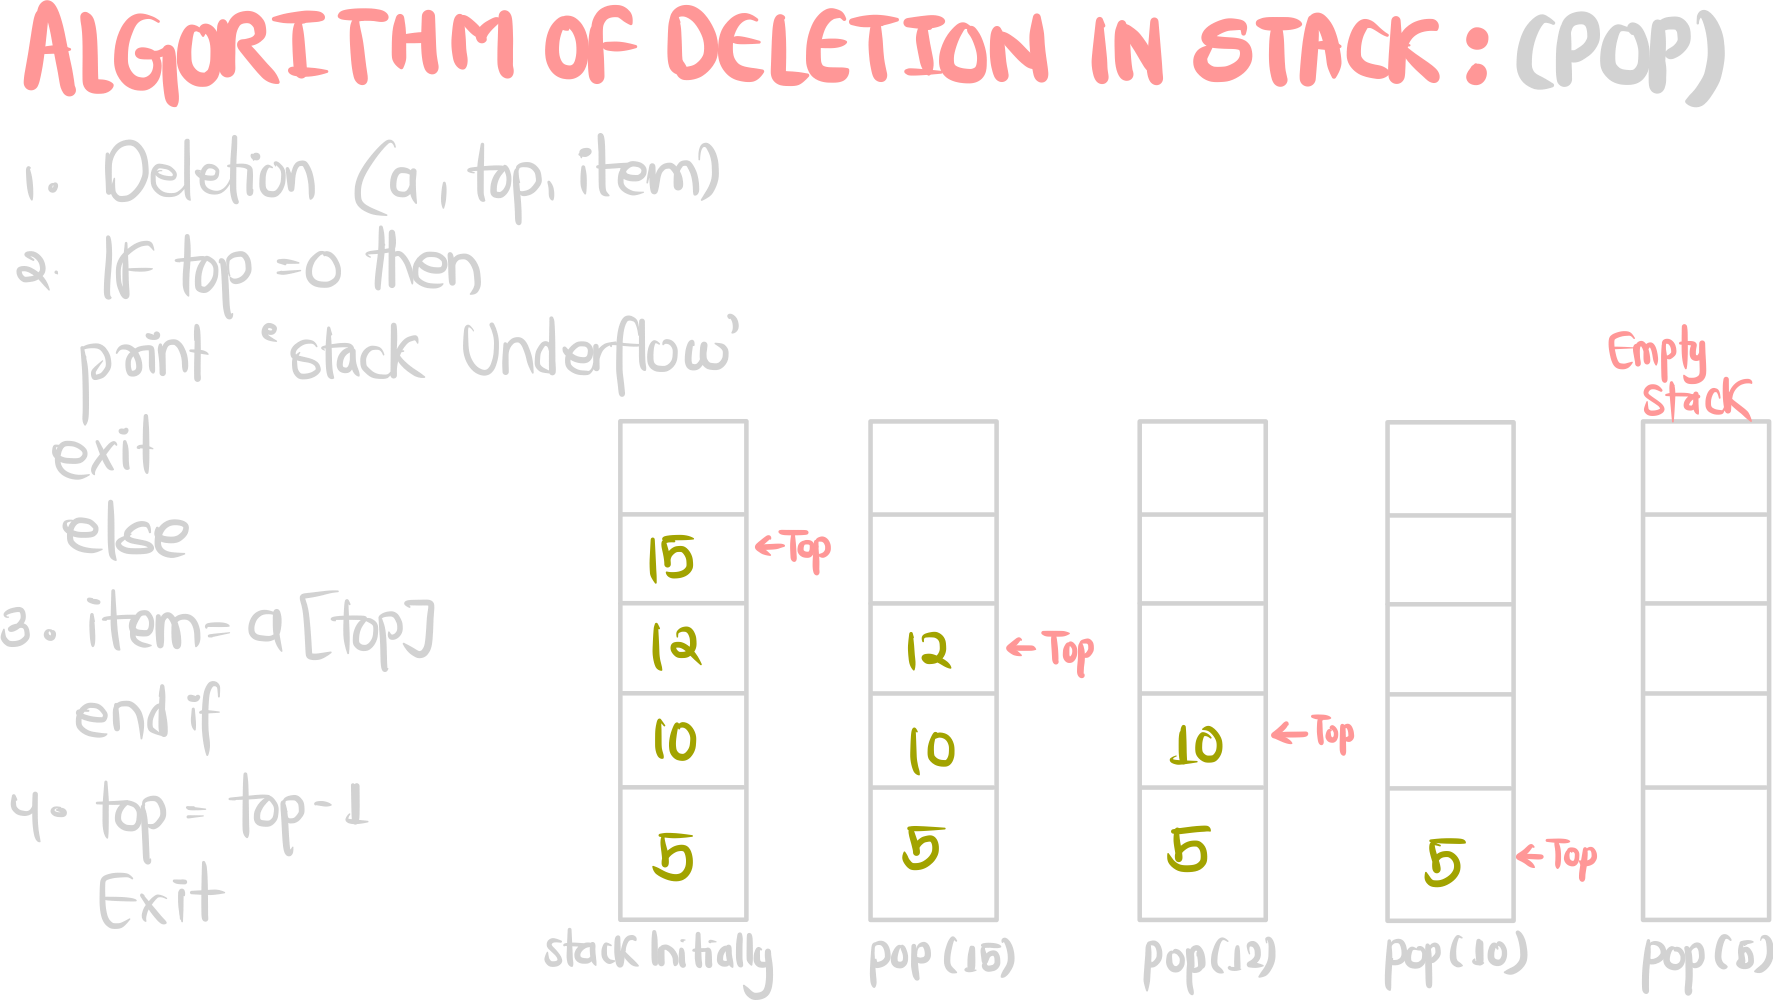 ALGORITHM OF DELETION IN STACK : (POP)
1. Deletion (a, top, item)
2. IF top =0 then
print 'stack Underflow'
exit
else
3. item= a [top]
end if
4. top = top-1
Exit
Empty
stack
15 ←Top
12 12 ← Top
10 10 10 ←Top
5 5 5 5 ←Top
stack Initially pop (15) pop (12) pop (10) pop (5)